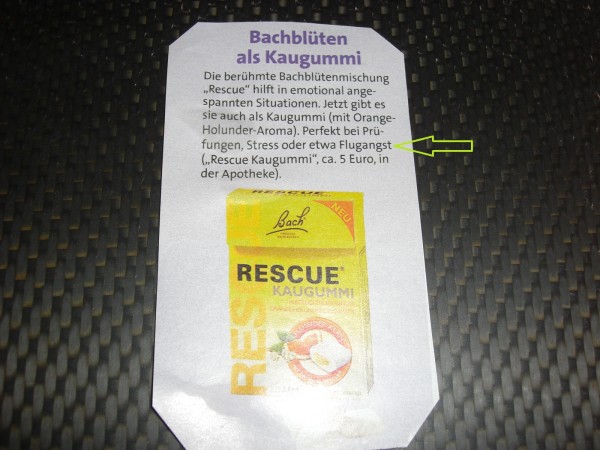 Bachblüten
als Kaugummi
Die berühmte Bachblütenmischung
„Rescue“ hilft in emotional ange-
spannten Situationen. Jetzt gibt es
sie auch als Kaugummi (mit Orange-
Holunder-Aroma). Perfekt bei Prü-
fungen, Stress oder etwa Flugangst
(„Rescue Kaugummi“, ca. 5 Euro, in
der Apotheke).
RESCUE
NEU
Bach
RESCUE®
KAUGUMMI
RESCUE